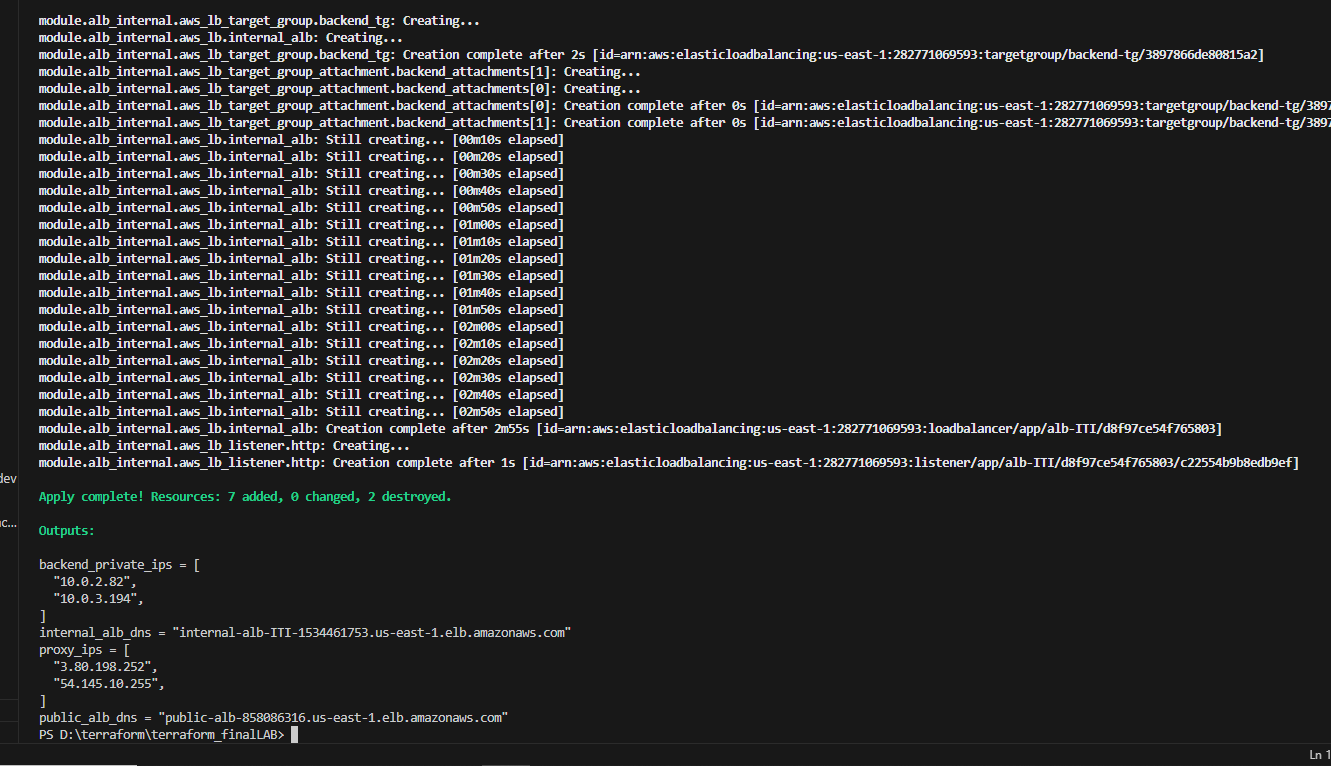 module.alb_internal.aws_lb_target_group.backend_tg: Creating...
module.alb_internal.aws_lb.internal_alb: Creating...
module.alb_internal.aws_lb_target_group.backend_tg: Creation complete after 2s [id=arn:aws:elasticloadbalancing:us-east-1:282771069593:targetgroup/backend-tg/3897866de80815a2]
module.alb_internal.aws_lb_target_group_attachment.backend_attachments[1]: Creating...
module.alb_internal.aws_lb_target_group_attachment.backend_attachments[0]: Creating...
module.alb_internal.aws_lb_target_group_attachment.backend_attachments[0]: Creation complete after 0s [id=arn:aws:elasticloadbalancing:us-east-1:282771069593:targetgroup/backend-tg/3897
module.alb_internal.aws_lb_target_group_attachment.backend_attachments[1]: Creation complete after 0s [id=arn:aws:elasticloadbalancing:us-east-1:282771069593:targetgroup/backend-tg/3897
module.alb_internal.aws_lb.internal_alb: Still creating... [00m10s elapsed]
module.alb_internal.aws_lb.internal_alb: Still creating... [00m20s elapsed]
module.alb_internal.aws_lb.internal_alb: Still creating... [00m30s elapsed]
module.alb_internal.aws_lb.internal_alb: Still creating... [00m40s elapsed]
module.alb_internal.aws_lb.internal_alb: Still creating... [00m50s elapsed]
module.alb_internal.aws_lb.internal_alb: Still creating... [01m00s elapsed]
module.alb_internal.aws_lb.internal_alb: Still creating... [01m10s elapsed]
module.alb_internal.aws_lb.internal_alb: Still creating... [01m20s elapsed]
module.alb_internal.aws_lb.internal_alb: Still creating... [01m30s elapsed]
module.alb_internal.aws_lb.internal_alb: Still creating... [01m40s elapsed]
module.alb_internal.aws_lb.internal_alb: Still creating... [01m50s elapsed]
module.alb_internal.aws_lb.internal_alb: Still creating... [02m00s elapsed]
module.alb_internal.aws_lb.internal_alb: Still creating... [02m10s elapsed]
module.alb_internal.aws_lb.internal_alb: Still creating... [02m20s elapsed]
module.alb_internal.aws_lb.internal_alb: Still creating... [02m30s elapsed]
module.alb_internal.aws_lb.internal_alb: Still creating... [02m40s elapsed]
module.alb_internal.aws_lb.internal_alb: Still creating... [02m50s elapsed]
module.alb_internal.aws_lb.internal_alb: Creation complete after 2m55s [id=arn:aws:elasticloadbalancing:us-east-1:282771069593:loadbalancer/app/alb-ITI/d8f97ce54f765803]
module.alb_internal.aws_lb_listener.http: Creating...
module.alb_internal.aws_lb_listener.http: Creation complete after 1s [id=arn:aws:elasticloadbalancing:us-east-1:282771069593:listener/app/alb-ITI/d8f97ce54f765803/c22554b9b8edb9ef]
dev
Apply complete! Resources: 7 added, 0 changed, 2 destroyed.
c...
Outputs:
backend_private_ips = [
"10.0.2.82",
"10.0.3.194",
]
internal_alb_dns = "internal-alb-ITI-1534461753.us-east-1.elb.amazonaws.com"
proxy_ips = [
"3.80.198.252",
"54.145.10.255",
]
public_alb_dns = "public-alb-858086316.us-east-1.elb.amazonaws.com"
PS D:\terraform\terraform_finalLAB>
Ln 1